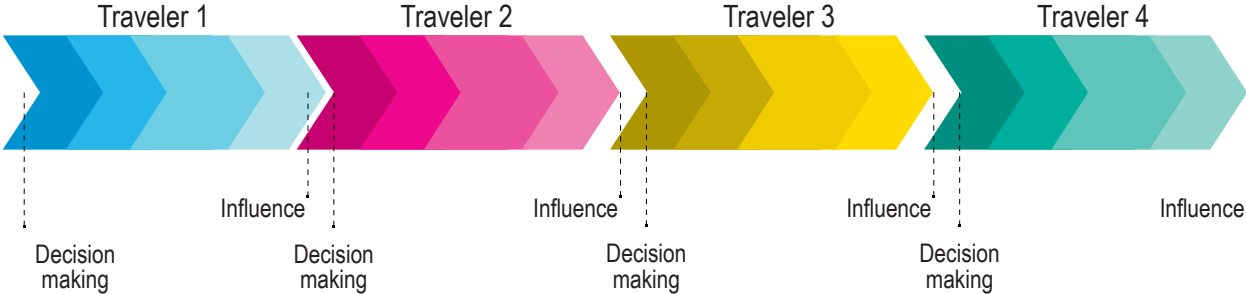 Traveler 1
Traveler 2
Traveler 3
Traveler 4
Influence
Influence
Influence
Influence
Decision
making
Decision
making
Decision
making
Decision
making